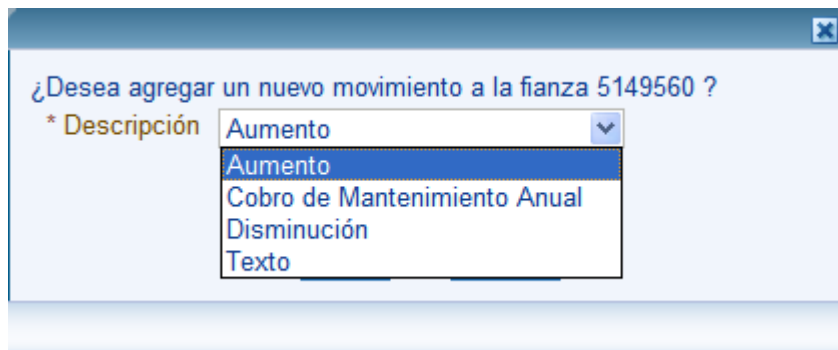 ¿Desea agregar un nuevo movimiento a la fianza 5149560 ?
* Descripción Aumento
Aumento
Cobro de Mantenimiento Anual
Disminución
Texto